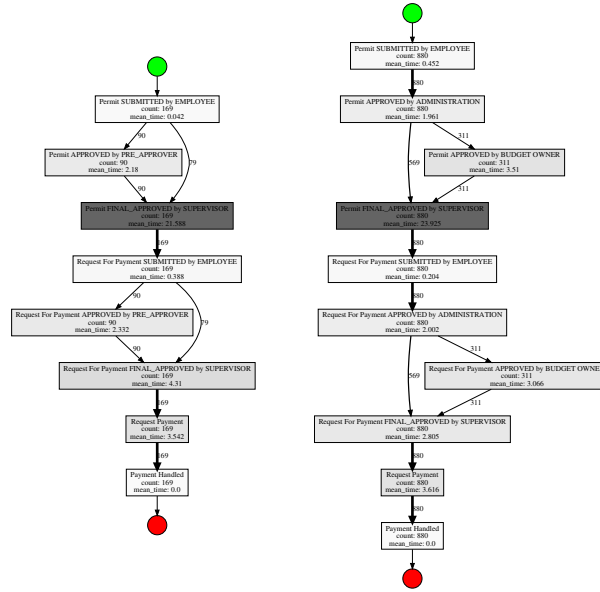 Permit SUBMITTED by EMPLOYEE
count: 169
mean_time: 0.042
90
79
Permit APPROVED by PRE_APPROVER
count: 90
mean_time: 2.18
90
Permit FINAL_APPROVED by SUPERVISOR
count: 169
mean_time: 21.588
169
Request For Payment SUBMITTED by EMPLOYEE
count: 169
mean_time: 0.388
90
79
Request For Payment APPROVED by PRE_APPROVER
count: 90
mean_time: 2.332
90
Request For Payment FINAL_APPROVED by SUPERVISOR
count: 169
mean_time: 4.31
169
Request Payment
count: 169
mean_time: 3.542
169
Payment Handled
count: 169
mean_time: 0.0
Permit SUBMITTED by EMPLOYEE
count: 880
mean_time: 0.452
880
Permit APPROVED by ADMINISTRATION
count: 880
mean_time: 1.961
311
569
Permit APPROVED by BUDGET OWNER
count: 311
mean_time: 3.51
311
Permit FINAL_APPROVED by SUPERVISOR
count: 880
mean_time: 23.925
880
Request For Payment SUBMITTED by EMPLOYEE
count: 880
mean_time: 0.204
880
Request For Payment APPROVED by ADMINISTRATION
count: 880
mean_time: 2.002
311
569
Request For Payment APPROVED by BUDGET OWNE
count: 311
mean_time: 3.066
311
Request For Payment FINAL_APPROVED by SUPERVISOR
count: 880
mean_time: 2.805
880
Request Payment
count: 880
mean_time: 3.616
880
Payment Handled
count: 880
mean_time: 0.0